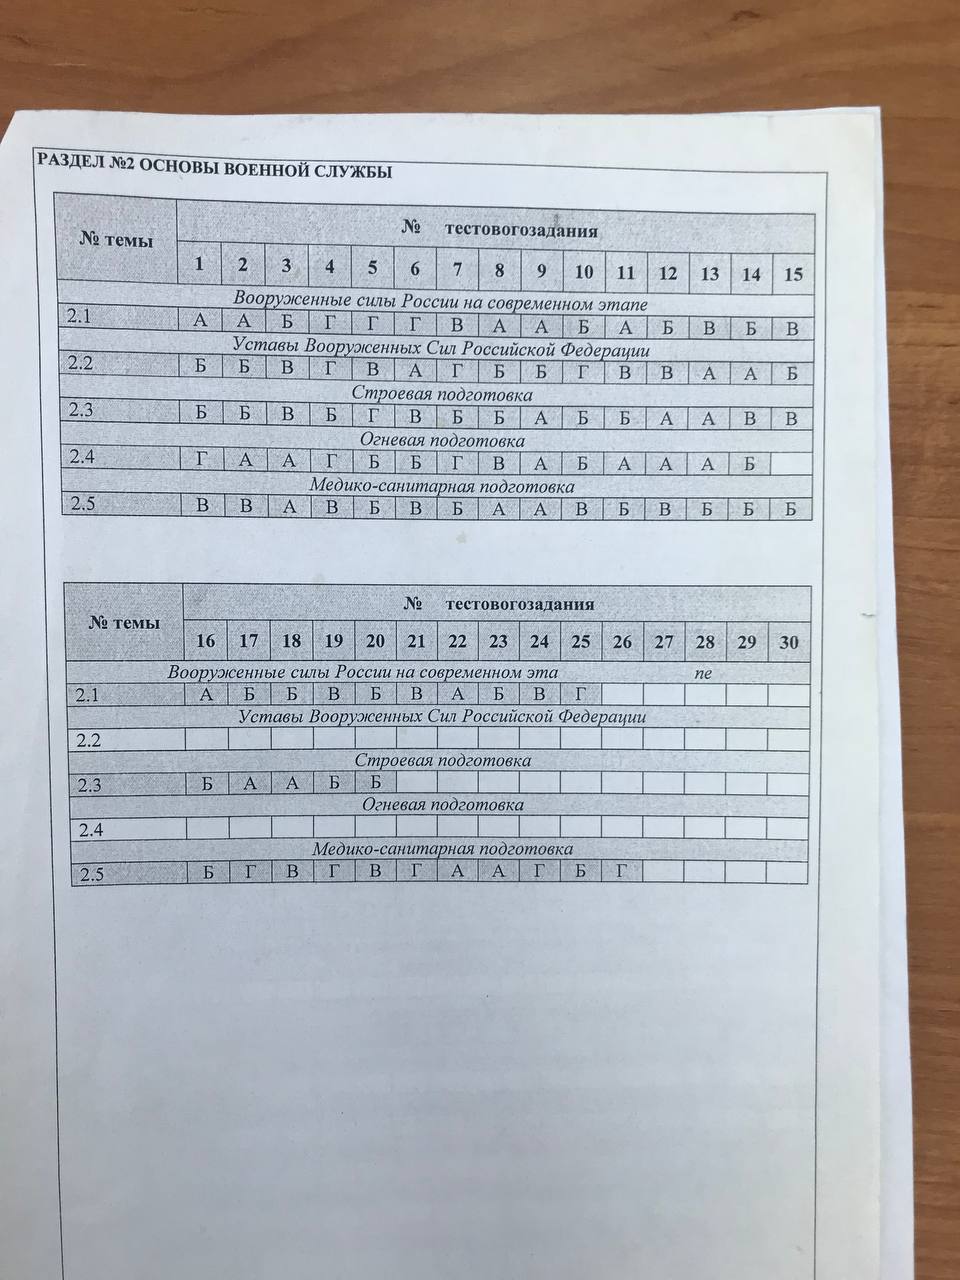 РАЗДЕЛ №2 ОСНОВЫ ВОЕННОЙ СЛУЖБЫ
№ темы № тестовогозадания
1 2 3 4 5 6 7 8 9 10 11 12 13 14 15
Вооруженные силы России на современном этапе
2.1 А А Б Г Г Г В А А Б А Б В Б В
Уставы Вооруженных Сил Российской Федерации
2.2 Б Б В Г В А Г Б Б Г В В А А Б
Строевая подготовка
2.3 Б Б В Б Г В Б Б А Б Б А А В В
Огневая подготовка
2.4 Г А А Г Б Б Г В А Б А А А Б
Медико-санитарная подготовка
2.5 В В А В Б В Б А А В Б В Б Б Б
№ темы № тестовогозадания
16 17 18 19 20 21 22 23 24 25 26 27 28 29 30
Вооруженные силы России на современном эта пе
2.1 А Б Б В Б В А Б В Г
Уставы Вооруженных Сил Российской Федерации
2.2
Строевая подготовка
2.3 Б А А Б Б
Огневая подготовка
2.4
Медико-санитарная подготовка
2.5 Б Г В Г В Г А А Г Б Г